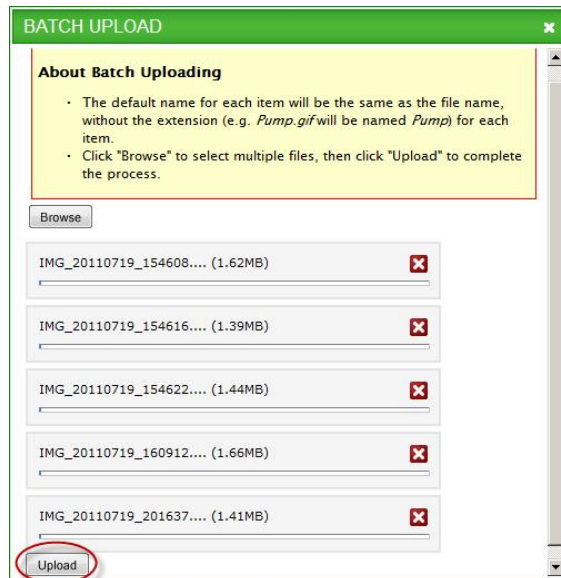 BATCH UPLOAD
About Batch Uploading
• The default name for each item will be the same as the file name,
without the extension (e.g. Pump.gif will be named Pump) for each
item.
• Click "Browse" to select multiple files, then click "Upload" to complete
the process.
Browse
IMG_20110719_154608.... (1.62MB)
IMG_20110719_154616.... (1.39MB)
IMG_20110719_154622.... (1.44MB)
IMG_20110719_160912.... (1.66MB)
IMG_20110719_201637.... (1.41MB)
Upload